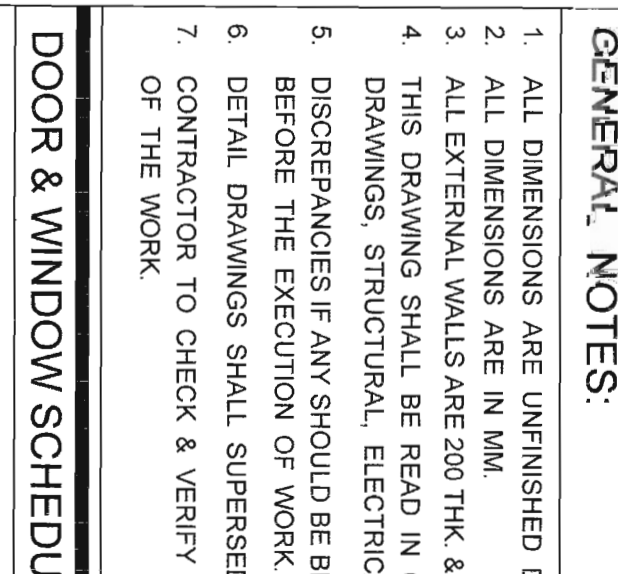 GENERAL NOTES:
1. ALL DIMENSIONS ARE UNFINISHED
2. ALL DIMENSIONS ARE IN MM.
3. ALL EXTERNAL WALLS ARE 200 THK. &
4. THIS DRAWING SHALL BE READ IN
DRAWINGS, STRUCTURAL, ELECTRIC
5. DISCREPANCIES IF ANY SHOULD BE
BEFORE THE EXECUTION OF WORK.
6. DETAIL DRAWINGS SHALL SUPERSE
7. CONTRACTOR TO CHECK & VERIFY
OF THE WORK.
DOOR & WINDOW SCHEDU